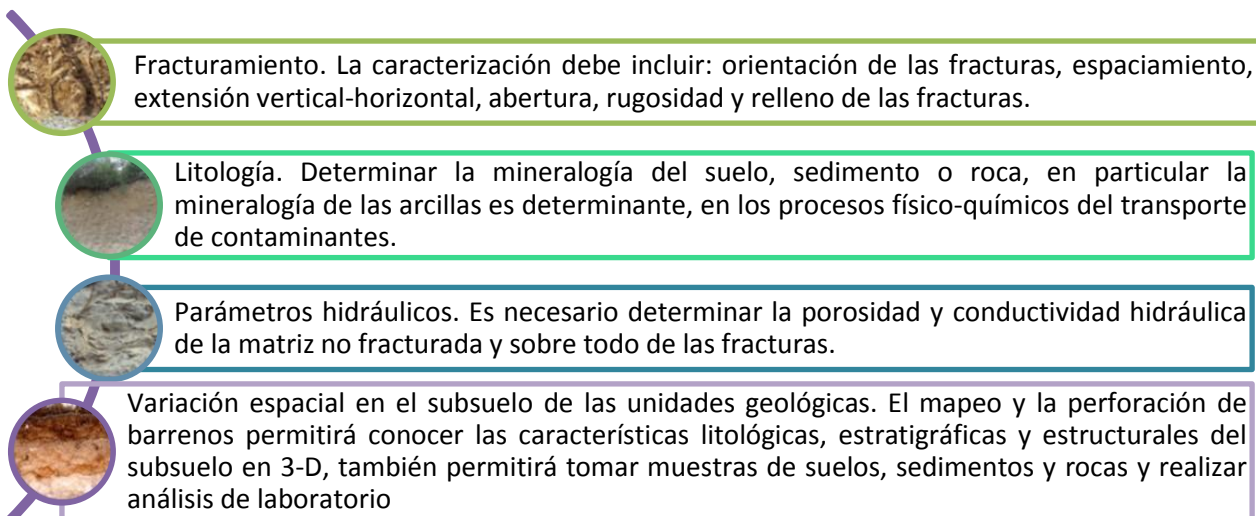 Fracturamiento. La caracterización debe incluir: orientación de las fracturas, espaciamiento,
extensión vertical-horizontal, abertura, rugosidad y relleno de las fracturas.
Litología. Determinar la mineralogía del suelo, sedimento o roca, en particular la
mineralogía de las arcillas es determinante, en los procesos físico-químicos del transporte
de contaminantes.
Parámetros hidráulicos. Es necesario determinar la porosidad y conductividad hidráulica
de la matriz no fracturada y sobre todo de las fracturas.
Variación espacial en el subsuelo de las unidades geológicas. El mapeo y la perforación de
barrenos permitirá conocer las características litológicas, estratigráficas y estructurales del
subsuelo en 3-D, también permitirá tomar muestras de suelos, sedimentos y rocas y realizar
análisis de laboratorio